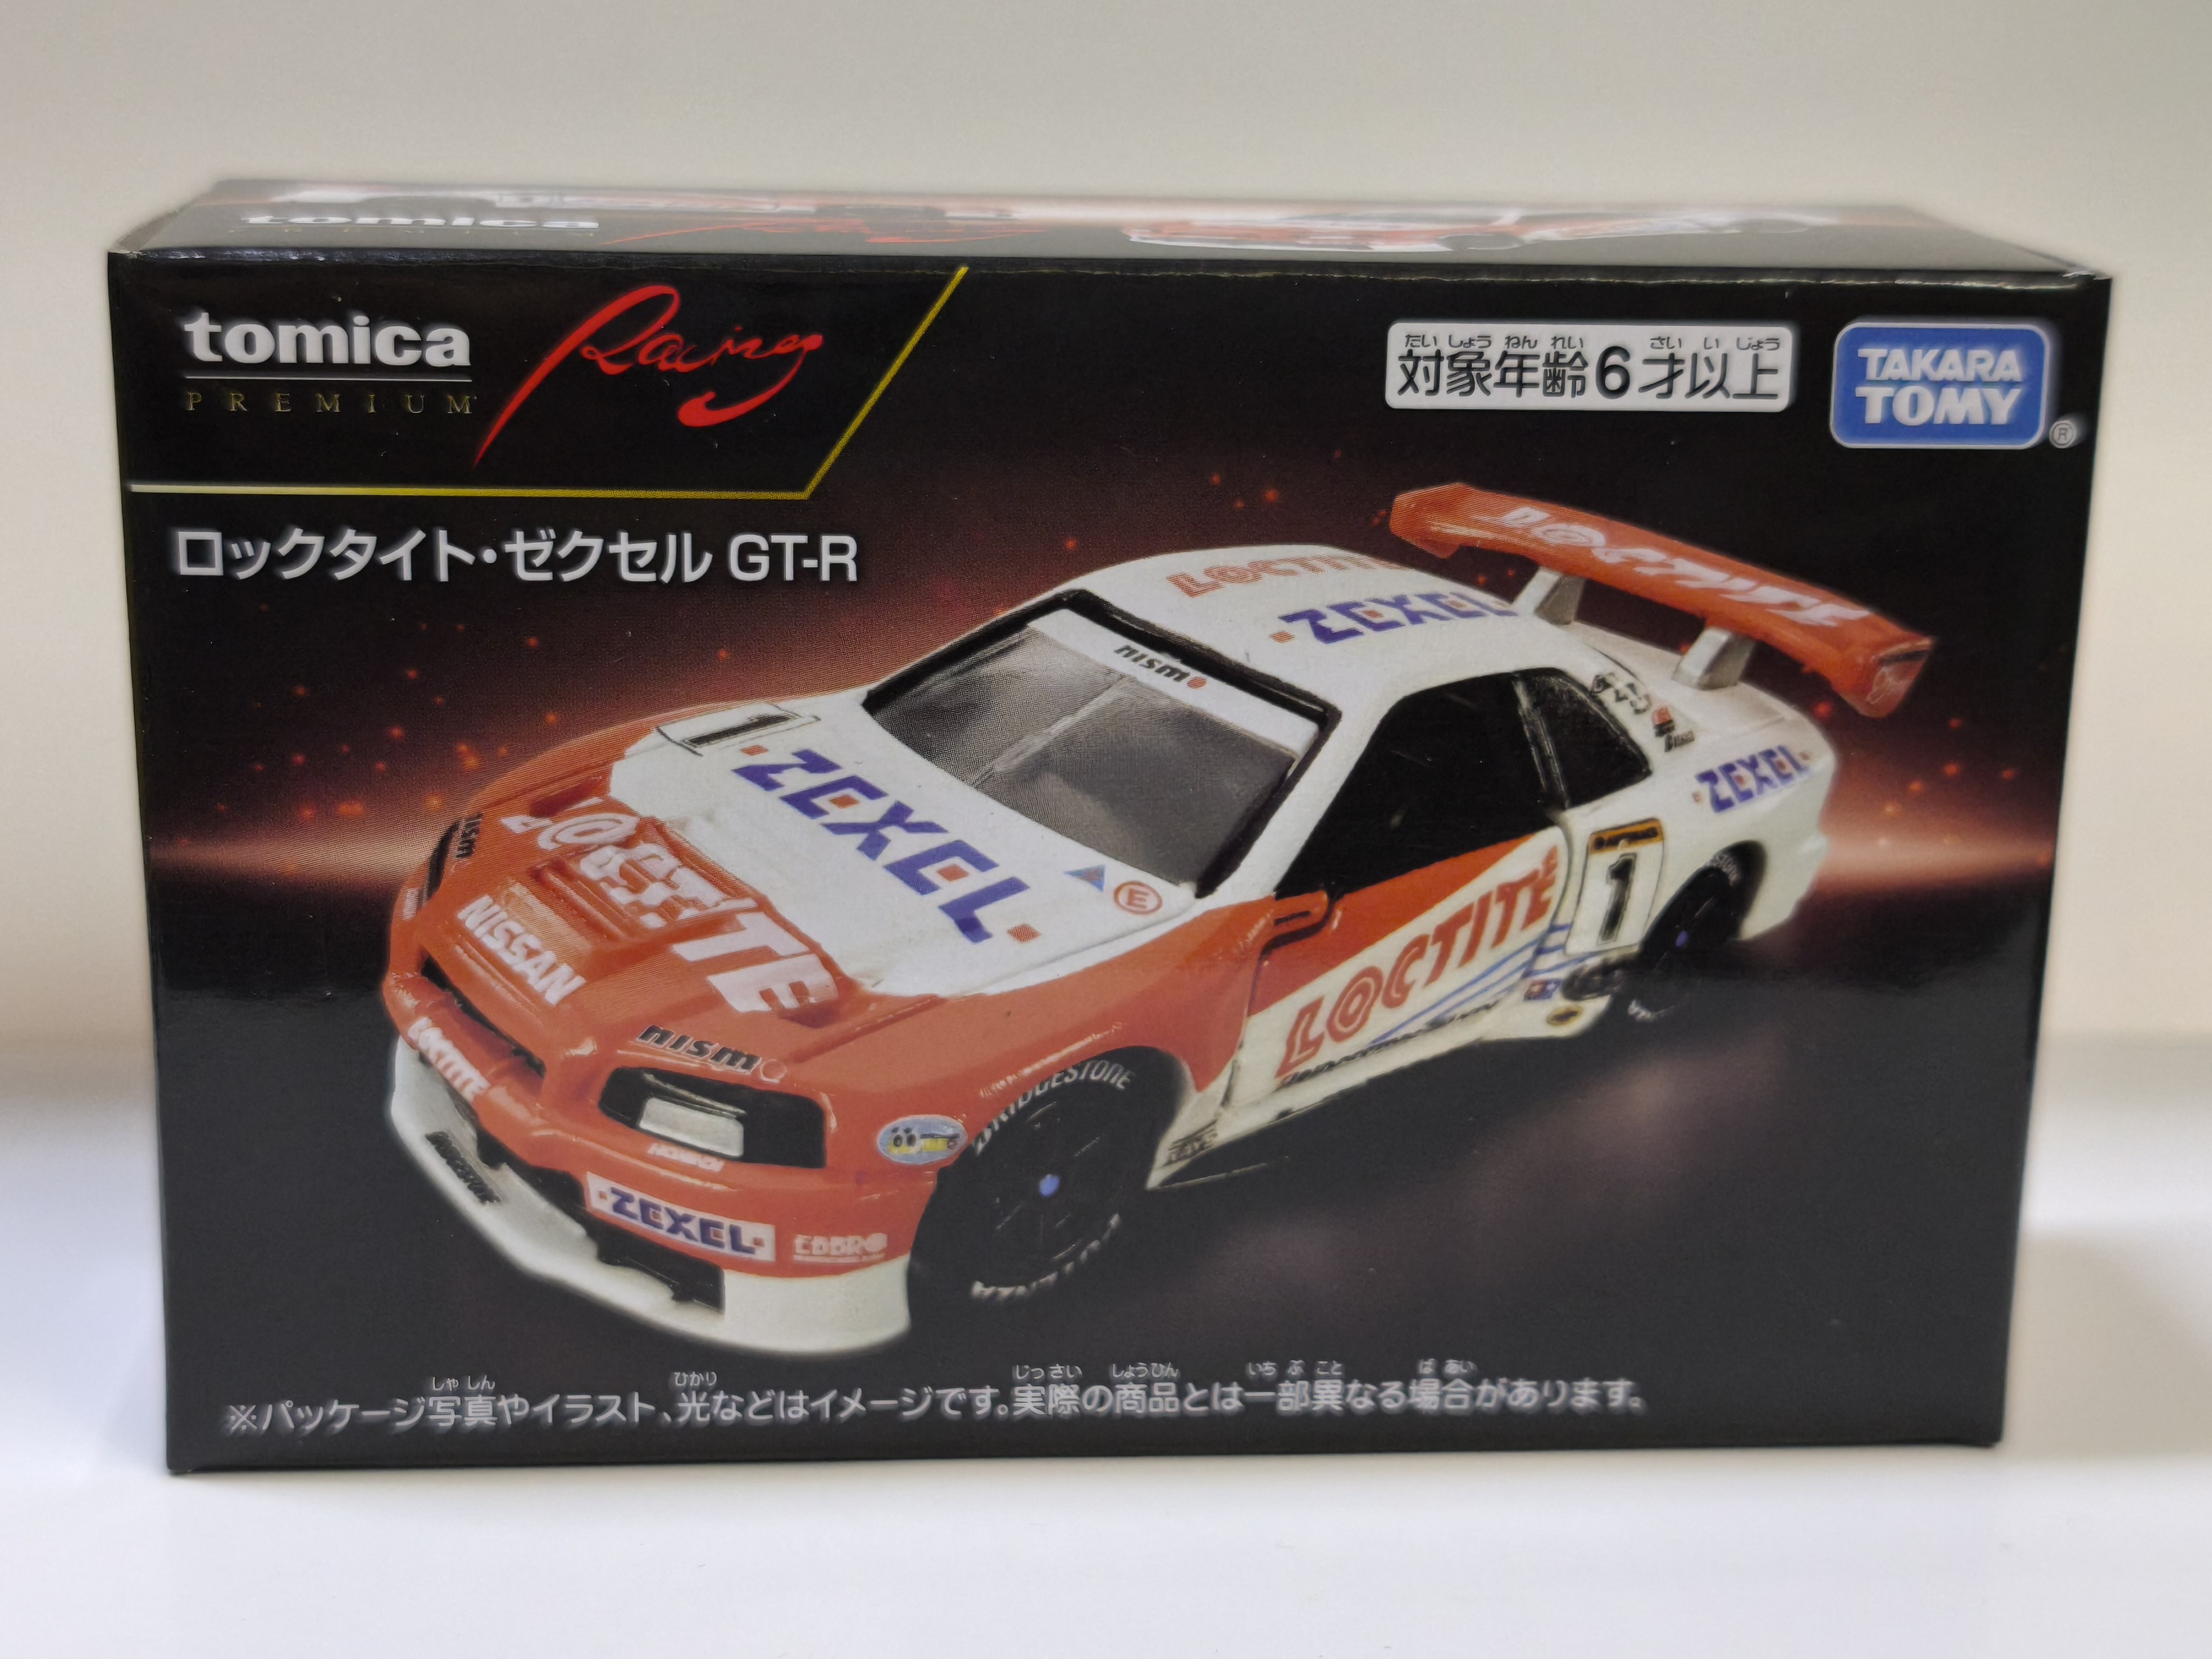 tomica
PREMIUM
Racing
たいしょうねんれい さいいじょう
対象年齢6才以上
TAKARA
TOMY
®
ロックタイト・ゼクセル GT-R
LOCTITE
LOCTITE
ZEXEL
nismo
1
ZEXEL
ZEXEL
1
LOCTITE
LOCTITE
NISSAN
nismo
LOCTITE
BRIDGESTONE
ZEXEL
EBBRO
E
しゃしん ひかり じっさい しょうひん いちぶこと ばあい
※パッケージ写真やイラスト、光などはイメージです。実際の商品とは一部異なる場合があります。